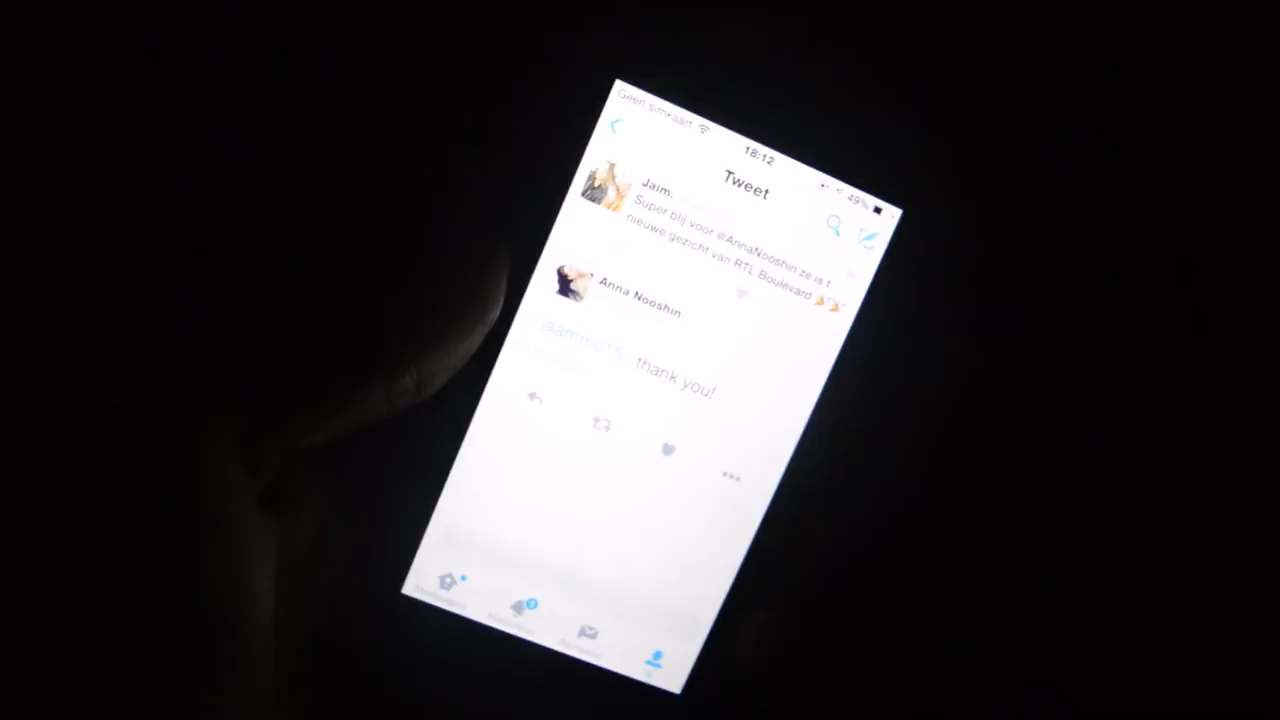 Geen simkaart
18:12
49%
Tweet
Jaim.
Super blij voor @AnnaNooshin ze is t
nieuwe gezicht van RTL Boulevard
Anna Nooshin
thank you!